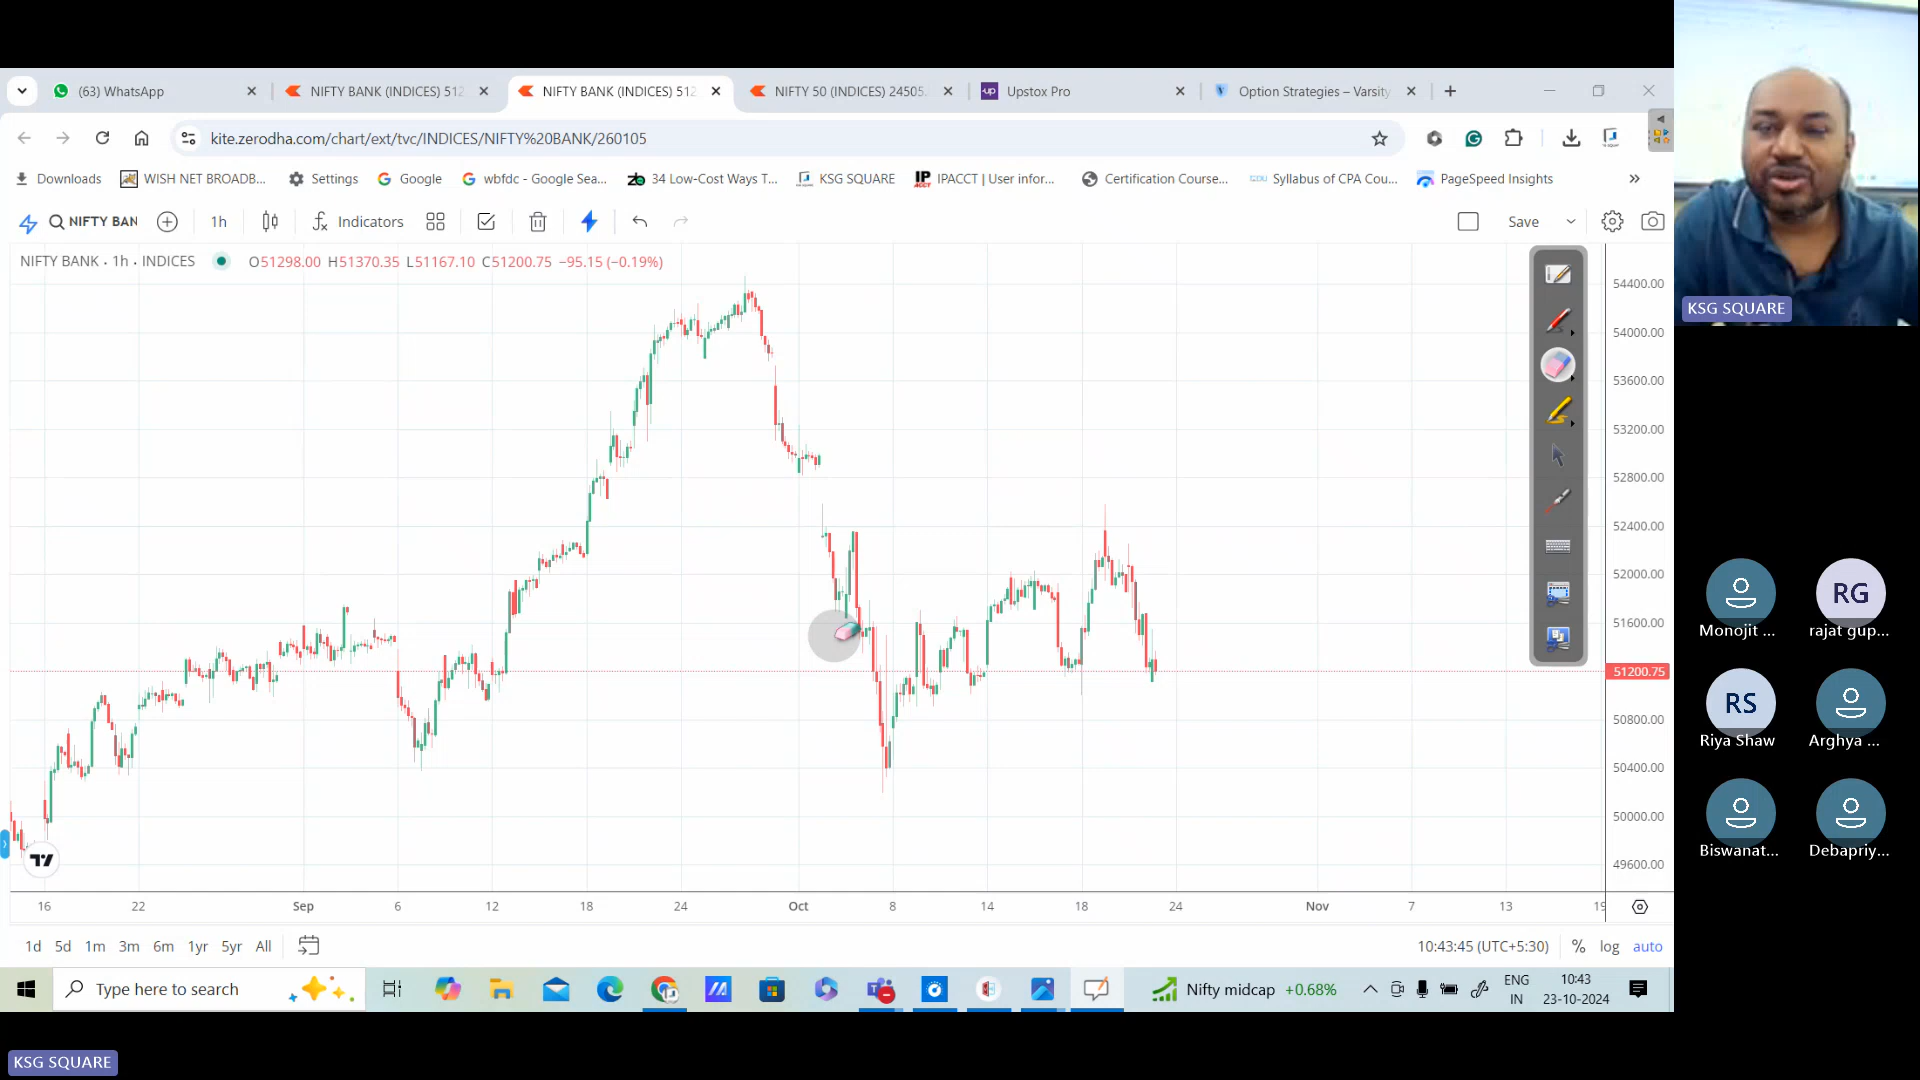 (63) WhatsApp
NIFTY BANK (INDICES) 512
NIFTY BANK (INDICES) 512
NIFTY 50 (INDICES) 24505.
up
Upstox Pro
Option Strategies – Varsity
kite.zerodha.com/chart/ext/tvc/INDICES/NIFTY%20BANK/260105
Downloads
WISH NET BROADB...
Settings
Google
wbfdc - Google Sea...
34 Low-Cost Ways T...
KSG SQUARE
IPACCT | User infor...
Certification Course...
Syllabus of CPA Cou...
PageSpeed Insights
NIFTY BAN
1h
Indicators
Save
NIFTY BANK · 1h · INDICES
O51298.00 H51370.35 L51167.10 C51200.75 −95.15 (−0.19%)
54400.00
54000.00
53600.00
53200.00
52800.00
52400.00
52000.00
51600.00
51200.75
50800.00
50400.00
50000.00
49600.00
16 22 Sep 6 12 18 24 Oct 8 14 18 24 Nov 7 13 19
1d 5d 1m 3m 6m 1yr 5yr All
10:43:45 (UTC+5:30) % log auto
Type here to search
Nifty midcap +0.68%
ENG
IN
10:43
23-10-2024
KSG SQUARE
KSG SQUARE
Monojit ...
RG
rajat gup...
RS
Riya Shaw
Arghya ...
Biswanat...
Debapriy...